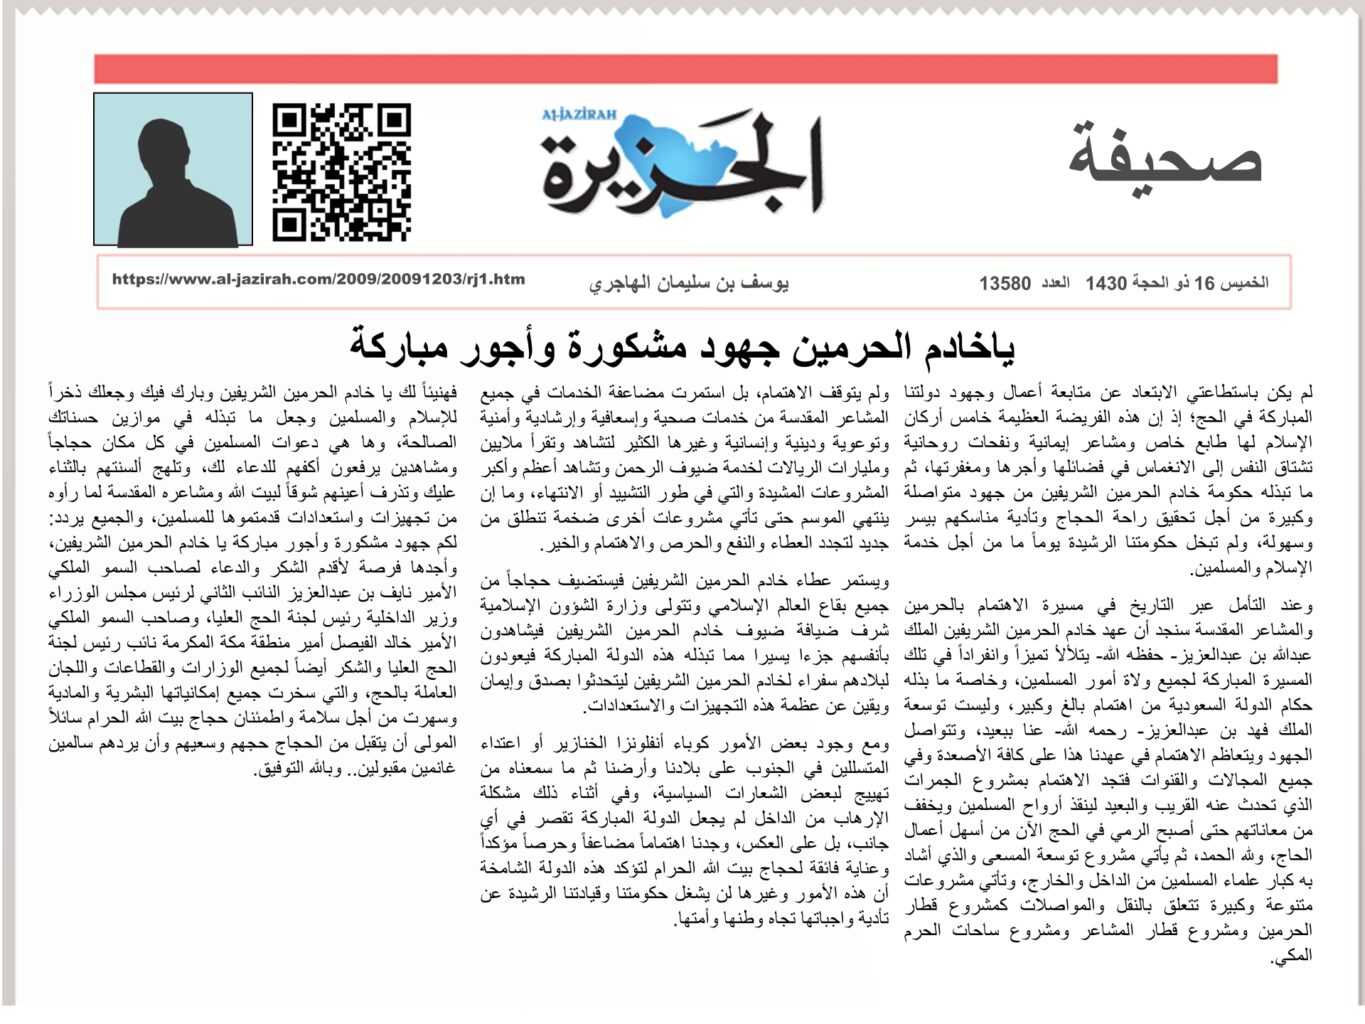 صحيفة
AL-JAZIRAH
الجزيرة
الخميس 16 ذو الحجة 1430 العدد 13580
يوسف بن سليمان الهاجري
https://www.al-jazirah.com/2009/20091203/rj1.htm
ياخادم الحرمين جهود مشكورة وأجور مباركة
لم يكن باستطاعتي الابتعاد عن متابعة أعمال وجهود دولتنا
المباركة في الحج؛ إذ إن هذه الفريضة العظيمة خامس أركان
الإسلام لها طابع خاص ومشاعر إيمانية ونفحات روحانية
تشتاق النفس إلى الانغماس في فضائلها وأجرها ومغفرتها، ثم
ما تبذله حكومة خادم الحرمين الشريفين من جهود متواصلة
وكبيرة من أجل تحقيق راحة الحجاج وتأدية مناسكهم بيسر
وسهولة، ولم تبخل حكومتنا الرشيدة يوماً ما من أجل خدمة
الإسلام والمسلمين.
وعند التأمل عبر التاريخ في مسيرة الاهتمام بالحرمين
والمشاعر المقدسة سنجد أن عهد خادم الحرمين الشريفين الملك
عبدالله بن عبدالعزيز- حفظه الله- يتلألأ تميزاً وانفراداً في تلك
المسيرة المباركة لجميع ولاة أمور المسلمين، وخاصة ما بذله
حكام الدولة السعودية من اهتمام بالغ وكبير، وليست توسعة
الملك فهد بن عبدالعزيز- رحمه الله- عنا ببعيد، وتتواصل
الجهود ويتعاظم الاهتمام في عهدنا هذا على كافة الأصعدة وفي
جميع المجالات والقنوات فتجد الاهتمام بمشروع الجمرات
الذي تحدث عنه القريب والبعيد لينقذ أرواح المسلمين ويخفف
من معاناتهم حتى أصبح الرمي في الحج الآن من أسهل أعمال
الحاج، ولله الحمد، ثم يأتي مشروع توسعة المسعى والذي أشاد
به كبار علماء المسلمين من الداخل والخارج، وتأتي مشروعات
متنوعة وكبيرة تتعلق بالنقل والمواصلات كمشروع قطار
الحرمين ومشروع قطار المشاعر ومشروع ساحات الحرم
المكي.
ولم يتوقف الاهتمام، بل استمرت مضاعفة الخدمات في جميع
المشاعر المقدسة من خدمات صحية وإسعافية وإرشادية وأمنية
وتوعوية ودينية وإنسانية وغيرها الكثير لتشاهد وتقرأ ملايين
ومليارات الريالات لخدمة ضيوف الرحمن وتشاهد أعظم وأكبر
المشروعات المشيدة والتي في طور التشييد أو الانتهاء، وما إن
ينتهي الموسم حتى تأتي مشروعات أخرى ضخمة تنطلق من
جديد لتجدد العطاء والنفع والحرص والاهتمام والخير.
ويستمر عطاء خادم الحرمين الشريفين فيستضيف حجاجاً من
جميع بقاع العالم الإسلامي وتتولى وزارة الشؤون الإسلامية
شرف ضيافة ضيوف خادم الحرمين الشريفين فيشاهدون
بأنفسهم جزءا يسيرا مما تبذله هذه الدولة المباركة فيعودون
لبلادهم سفراء لخادم الحرمين الشريفين ليتحدثوا بصدق وإيمان
ويقين عن عظمة هذه التجهيزات والاستعدادات.
ومع وجود بعض الأمور كوباء أنفلونزا الخنازير أو اعتداء
المتسللين في الجنوب على بلادنا وأرضنا ثم ما سمعناه من
تهييج لبعض الشعارات السياسية، وفي أثناء ذلك مشكلة
الإرهاب من الداخل لم يجعل الدولة المباركة تقصر في أي
جانب، بل على العكس، وجدنا اهتماماً مضاعفاً وحرصاً مؤكداً
وعناية فائقة لحجاج بيت الله الحرام لتؤكد هذه الدولة الشامخة
أن هذه الأمور وغيرها لن يشغل حكومتنا وقيادتنا الرشيدة عن
تأدية واجباتها تجاه وطنها وأمتها.
فهنيئاً لك يا خادم الحرمين الشريفين وبارك فيك وجعلك ذخراً
للإسلام والمسلمين وجعل ما تبذله في موازين حسناتك
الصالحة، وها هي دعوات المسلمين في كل مكان حجاجاً
ومشاهدين يرفعون أكفهم للدعاء لك، وتلهج ألسنتهم بالثناء
عليك وتذرف أعينهم شوقاً لبيت الله ومشاعره المقدسة لما رأوه
من تجهيزات واستعدادات قدمتموها للمسلمين، والجميع يردد:
لكم جهود مشكورة وأجور مباركة يا خادم الحرمين الشريفين،
وأجدها فرصة لأقدم الشكر والدعاء لصاحب السمو الملكي
الأمير نايف بن عبدالعزيز النائب الثاني لرئيس مجلس الوزراء
وزير الداخلية رئيس لجنة الحج العليا، وصاحب السمو الملكي
الأمير خالد الفيصل أمير منطقة مكة المكرمة نائب رئيس لجنة
الحج العليا والشكر أيضاً لجميع الوزارات والقطاعات واللجان
العاملة بالحج، والتي سخرت جميع إمكانياتها البشرية والمادية
وسهرت من أجل سلامة واطمئنان حجاج بيت الله الحرام سائلاً
المولى أن يتقبل من الحجاج حجهم وسعيهم وأن يردهم سالمين
غانمين مقبولين.. وبالله التوفيق.